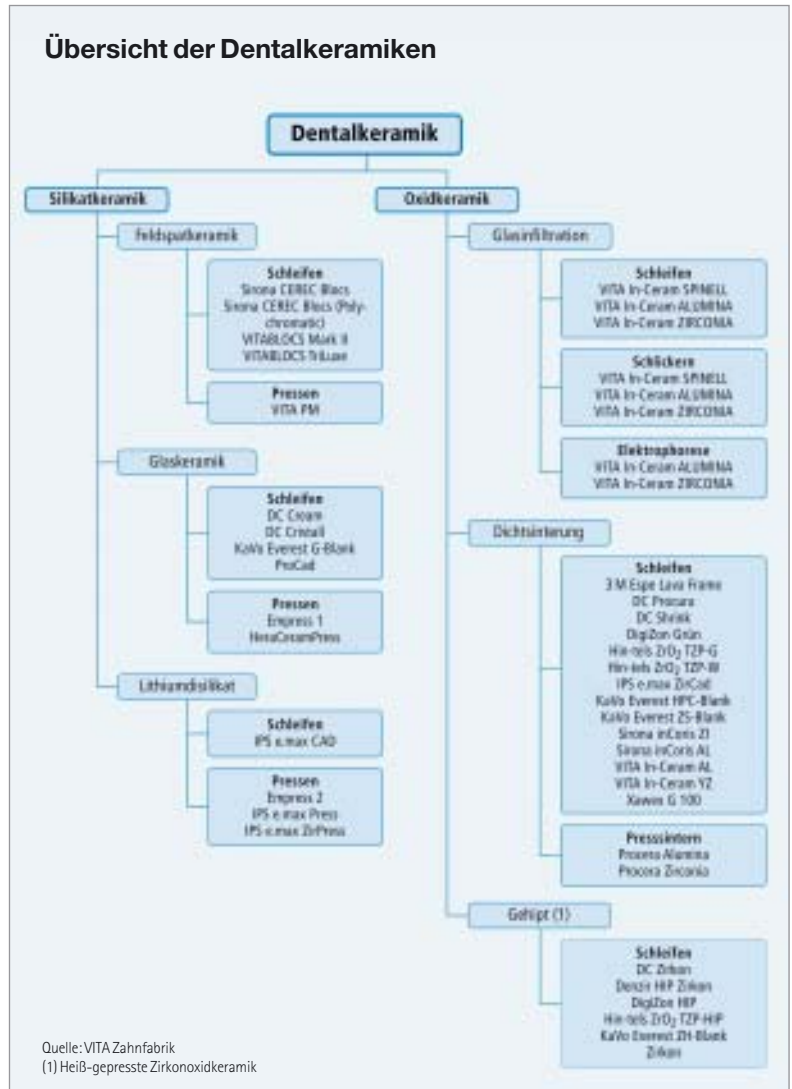 Übersicht der Dentalkeramiken
Dentalkeramik
Silikatkeramik
Feldspatkeramik
Schleifen
Sirona CEREC Blocs
Sirona CEREC Blocs (Poly-
chromatic)
VITABLOCS Mark II
VITABLOCS TriLuxe
Pressen
VITA PM
Glaskeramik
Schleifen
DC Cream
DC Cristall
KaVo Everest G-Blank
ProCad
Pressen
Empress 1
HeraCeramPress
Lithiumdisilikat
Schleifen
IPS e.max CAD
Pressen
Empress 2
IPS e.max Press
IPS e.max ZirPress
Oxidkeramik
Glasinfiltration
Schleifen
VITA In-Ceram SPINELL
VITA In-Ceram ALUMINA
VITA In-Ceram ZIRCONIA
Schlickern
VITA In-Ceram SPINELL
VITA In-Ceram ALUMINA
VITA In-Ceram ZIRCONIA
Elektrophorese
VITA In-Ceram ALUMINA
VITA In-Ceram ZIRCONIA
Dichtsinterung
Schleifen
3 M Espe Lava Frame
DC Procura
DC Shrink
DigiZon Grün
Hin-tels ZrO₂ TZP-G
Hin-tels ZrO₂ TZP-W
IPS e.max ZirCad
KaVo Everest HPC-Blank
KaVo Everest ZS-Blank
Sirona inCoris ZI
Sirona inCoris AL
VITA In-Ceram AL
VITA In-Ceram YZ
Xawex G 100
Presssintern
Procera Alumina
Procera Zirconia
Gehipt (1)
Schleifen
DC Zirkon
Denzir HIP Zirkon
DigiZon HIP
Hin-tels ZrO₂ TZP-HIP
KaVo Everest ZH-Blank
Zirkon
Quelle: VITA Zahnfabrik
(1) Heiß-gepresste Zirkonoxidkeramik